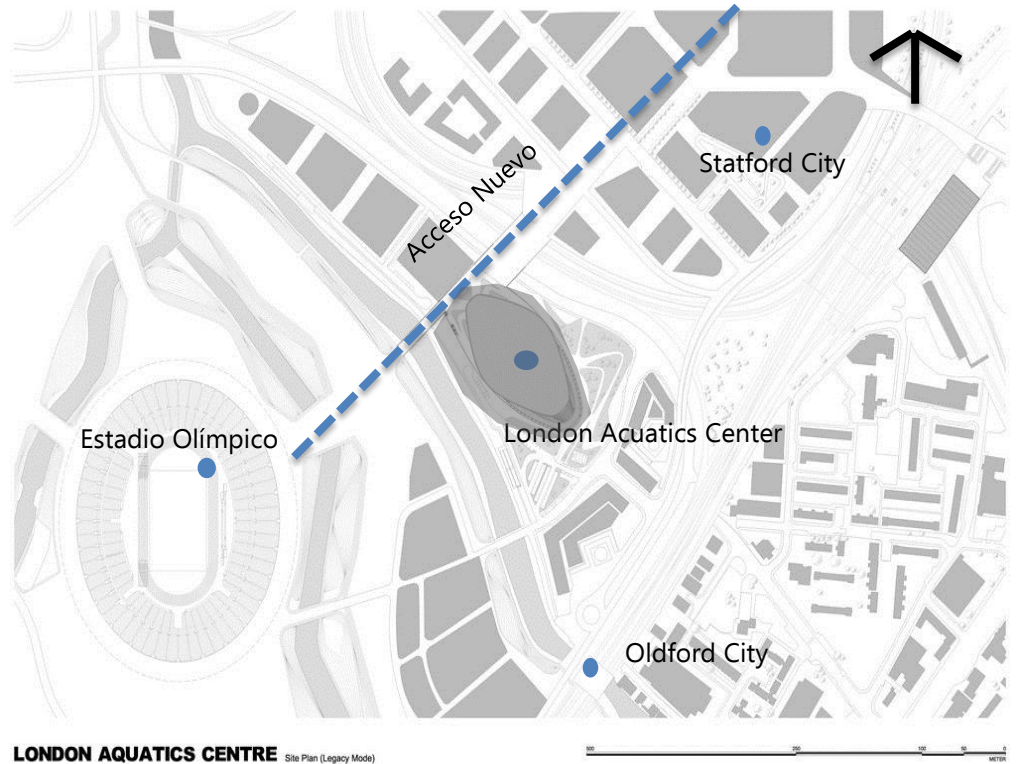 Statford City
Acceso Nuevo
London Acuatics Center
Estadio Olímpico
Oldford City
LONDON AQUATICS CENTRE Site Plan (Legacy Mode)
500 250 100 50 0
METER